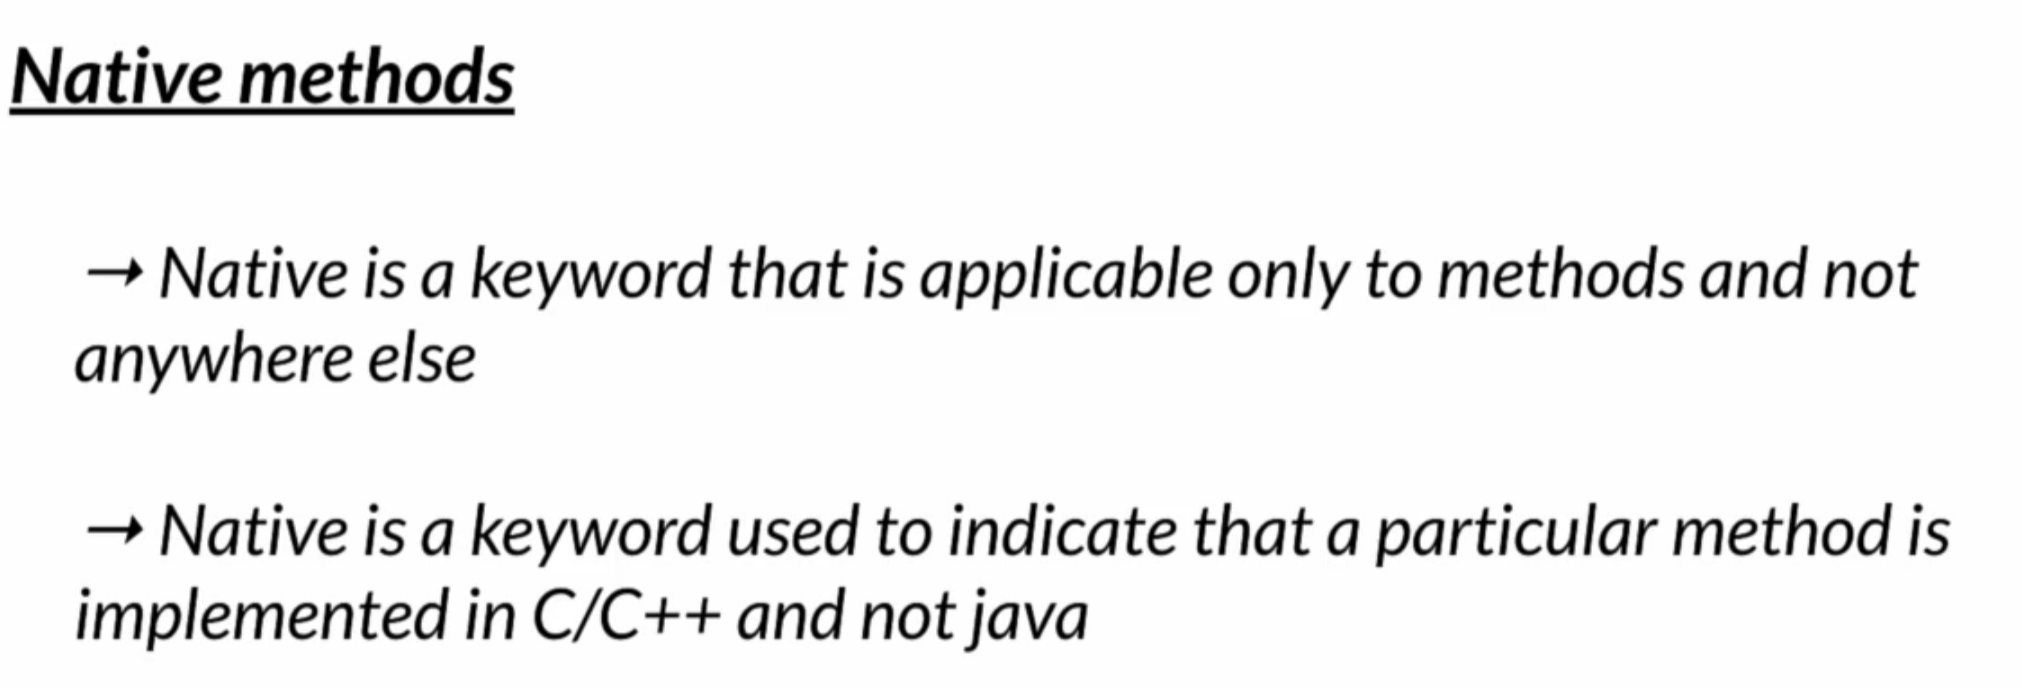 Native methods
→ Native is a keyword that is applicable only to methods and not
anywhere else
→ Native is a keyword used to indicate that a particular method is
implemented in C/C++ and not java